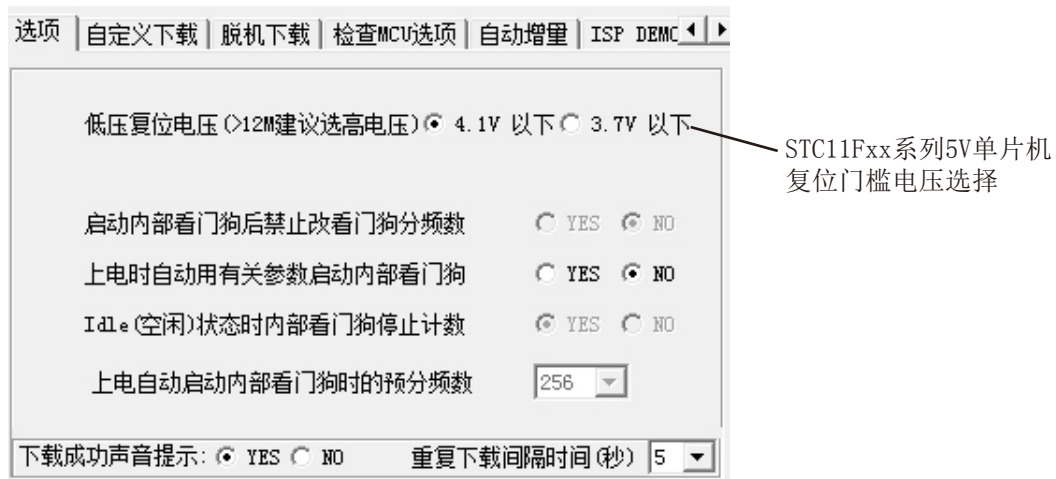 选项 自定义下载 脱机下载 检查MCU选项 自动增量 ISP DEMO
低压复位电压(>12M建议选高电压) 4.1V 以下 3.7V 以下
STC11Fxx系列5V单片机
复位门槛电压选择
启动内部看门狗后禁止改看门狗分频数 YES NO
上电时自动用有关参数启动内部看门狗 YES NO
Idle(空闲)状态时内部看门狗停止计数 YES NO
上电自动启动内部看门狗时的预分频数 256
下载成功声音提示: YES NO 重复下载间隔时间(秒) 5